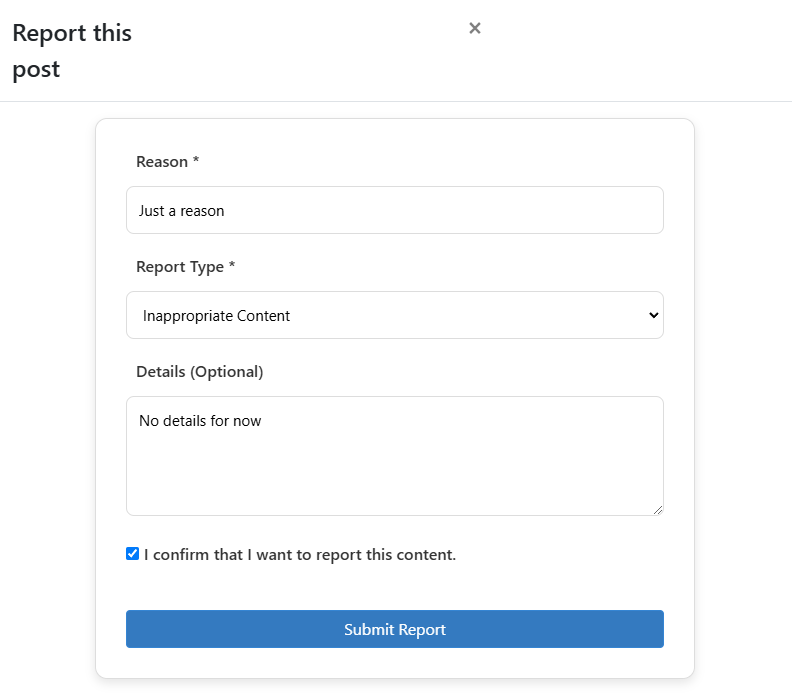 Report this
post
×
Reason *
Just a reason
Report Type *
Inappropriate Content
Details (Optional)
No details for now
I confirm that I want to report this content.
Submit Report